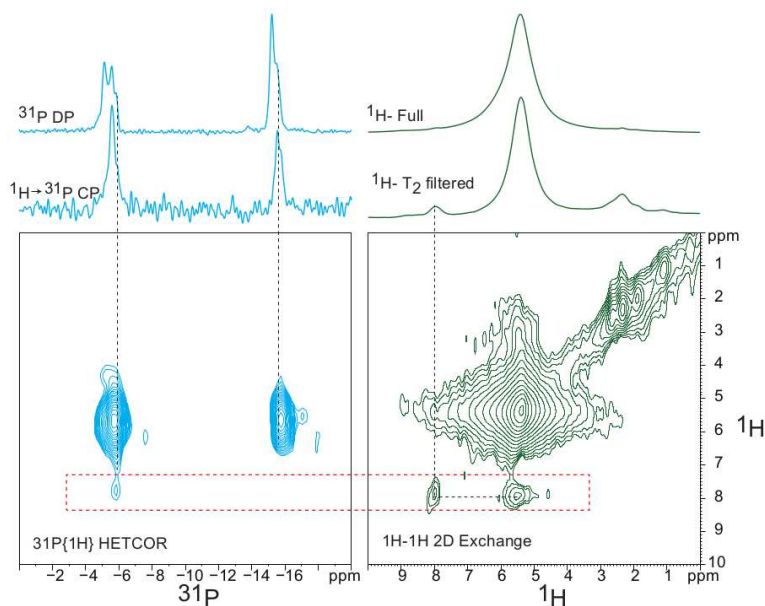 31P DP
1H→31P CP
1H- Full
1H- T2 filtered
ppm
1
2
3
4
5
6
7
8
9
10
1H
31P{1H} HETCOR
1H-1H 2D Exchange
−2 −4 −6 −8 −10 −12 −14 −16 ppm
31P
9 8 7 6 5 4 3 2 1 ppm
1H